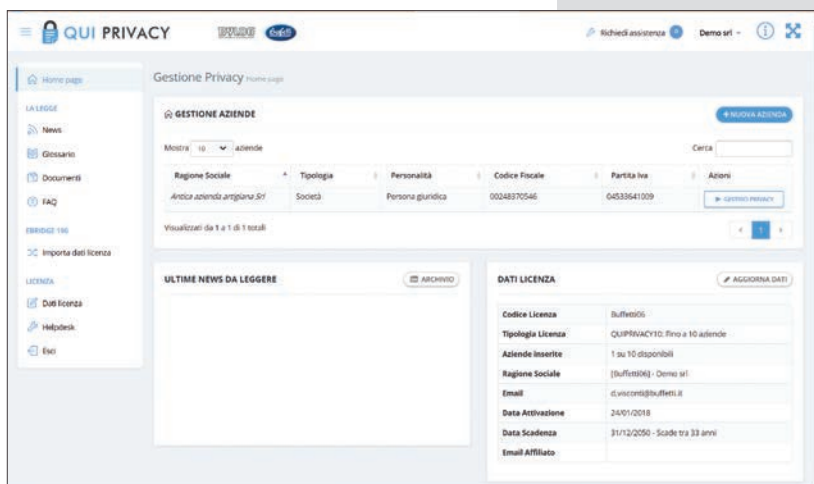 QUI PRIVACY
BYLOG
Buffetti
Richiedi assistenza
Demo srl
Home page
Gestione Privacy Home page
LA LEGGE
News
Glossario
Documenti
FAQ
EBRIDGE 196
Importa dati licenza
LICENZA
Dati licenza
Helpdesk
Esci
GESTIONE AZIENDE
+ NUOVA AZIENDA
Mostra 10 aziende
Cerca
Ragione Sociale Tipologia Personalità Codice Fiscale Partita Iva Azioni
Antica azienda artigiana Srl Società Persona giuridica 00248370546 04533641009 GESTISCI PRIVACY
Visualizzati da 1 a 1 di 1 totali
1
ULTIME NEWS DA LEGGERE
ARCHIVIO
DATI LICENZA
AGGIORNA DATI
Codice Licenza Buffetti06
Tipologia Licenza QUIPRIVACY10: Fino a 10 aziende
Aziende inserite 1 su 10 disponibili
Ragione Sociale [Buffetti06] - Demo srl
Email d.visconti@buffetti.it
Data Attivazione 24/01/2018
Data Scadenza 31/12/2050 - Scade tra 33 anni
Email Affiliato